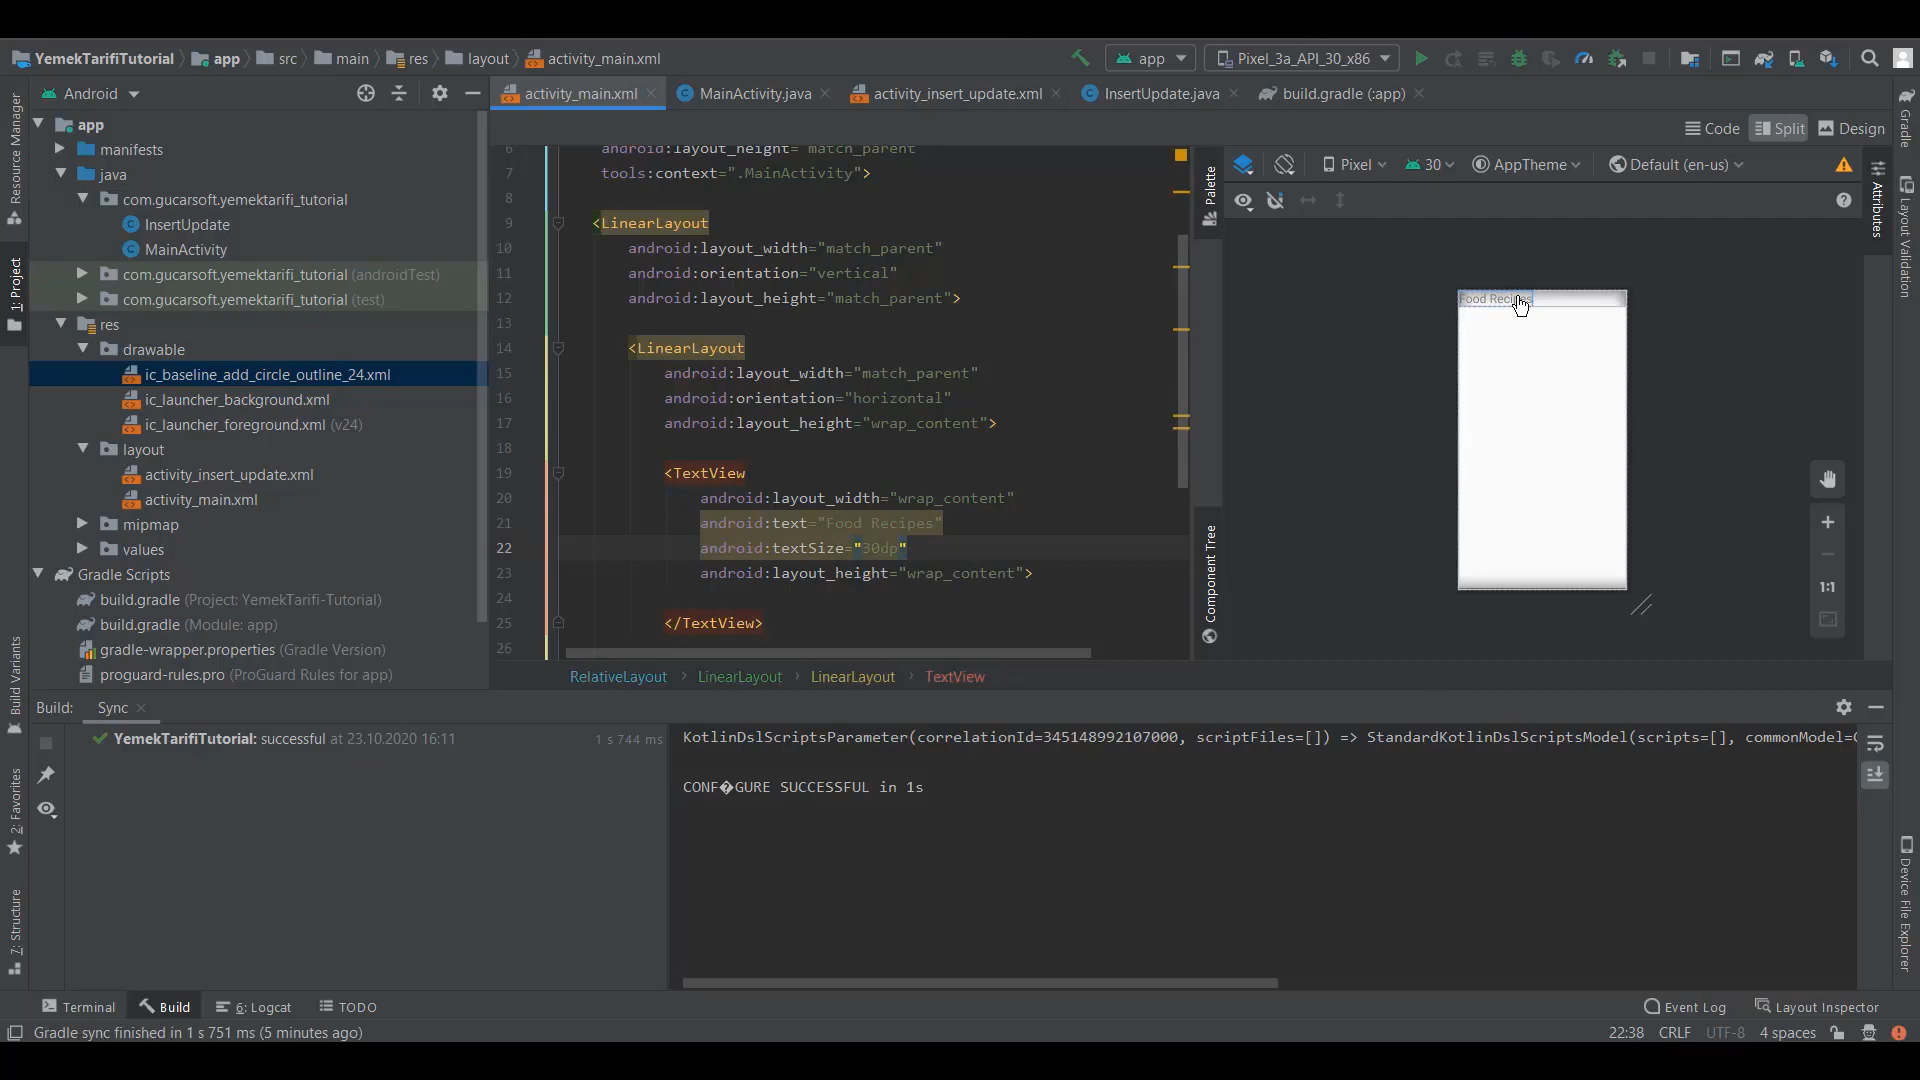 YemekTarifiTutorial
app
src
main
res
layout
activity_main.xml
app
Pixel_3a_API_30_x86
Android
activity_main.xml
MainActivity.java
activity_insert_update.xml
InsertUpdate.java
build.gradle (:app)
Code
Split
Design
Resource Manager
1: Project
Build Variants
2: Favorites
7: Structure
app
manifests
java
com.gucarsoft.yemektarifi_tutorial
InsertUpdate
MainActivity
com.gucarsoft.yemektarifi_tutorial (androidTest)
com.gucarsoft.yemektarifi_tutorial (test)
res
drawable
ic_baseline_add_circle_outline_24.xml
ic_launcher_background.xml
ic_launcher_foreground.xml (v24)
layout
activity_insert_update.xml
activity_main.xml
mipmap
values
Gradle Scripts
build.gradle (Project: YemekTarifi-Tutorial)
build.gradle (Module: app)
gradle-wrapper.properties (Gradle Version)
proguard-rules.pro (ProGuard Rules for app)
6 android:layout_height="match_parent"
7 tools:context=".MainActivity">
8
9 <LinearLayout
10 android:layout_width="match_parent"
11 android:orientation="vertical"
12 android:layout_height="match_parent">
13
14 <LinearLayout
15 android:layout_width="match_parent"
16 android:orientation="horizontal"
17 android:layout_height="wrap_content">
18
19 <TextView
20 android:layout_width="wrap_content"
21 android:text="Food Recipes"
22 android:textSize="30dp"
23 android:layout_height="wrap_content">
24
25 </TextView>
26
RelativeLayout
LinearLayout
LinearLayout
TextView
Palette
Component Tree
Pixel
30
AppTheme
Default (en-us)
Food Recipes
1:1
Attributes
Gradle
Layout Validation
Device File Explorer
Build:
Sync
YemekTarifiTutorial: successful at 23.10.2020 16:11
1 s 744 ms
KotlinDslScriptsParameter(correlationId=345148992107000, scriptFiles=[]) => StandardKotlinDslScriptsModel(scripts=[], commonModel=
CONF�GURE SUCCESSFUL in 1s
Terminal
Build
6: Logcat
TODO
Event Log
Layout Inspector
Gradle sync finished in 1 s 751 ms (5 minutes ago)
22:38
CRLF
UTF-8
4 spaces